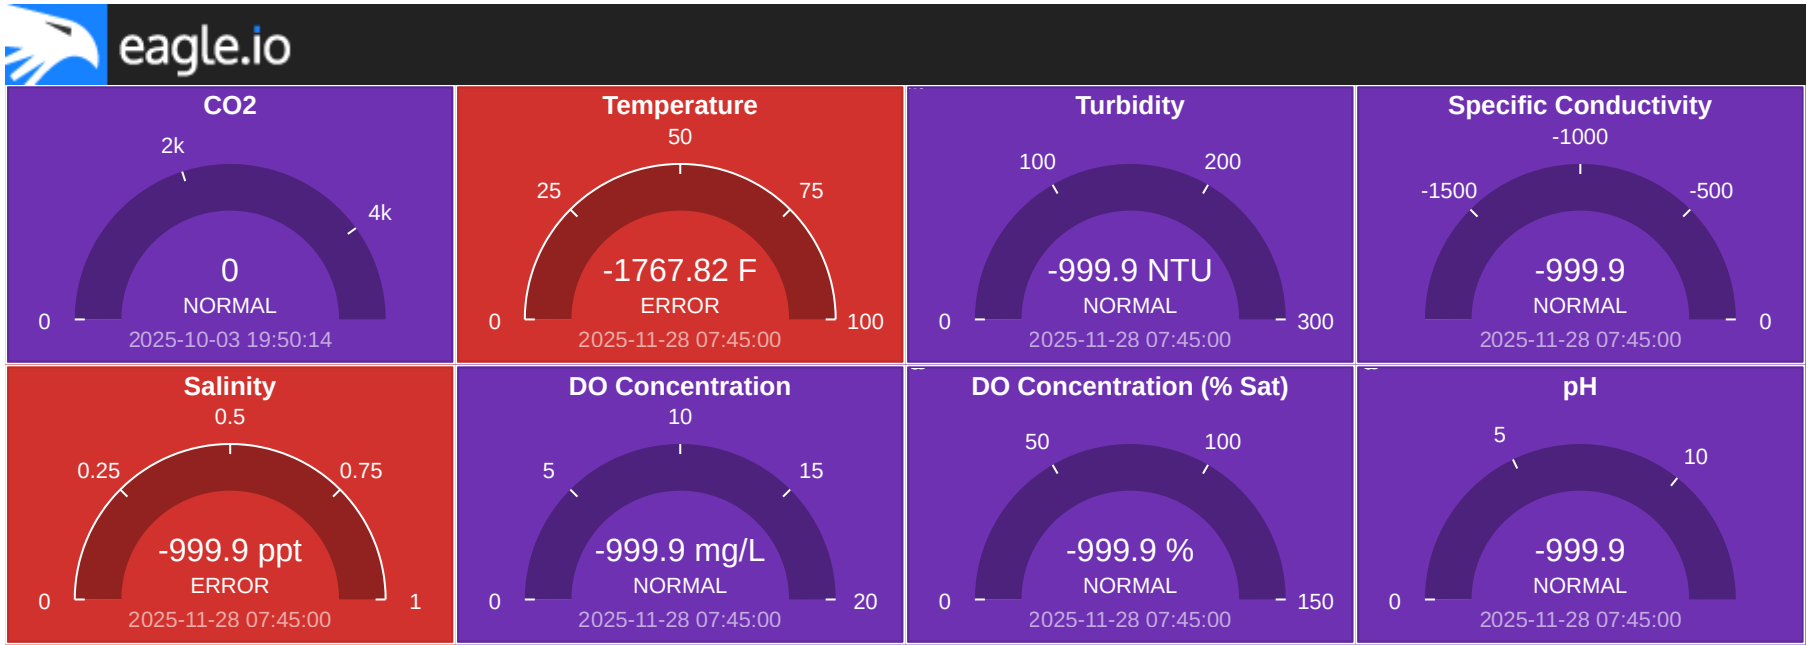 eagle.io
CO2
2k
4k
0
NORMAL
0
2025-10-03 19:50:14
Temperature
50
25
75
-1767.82 F
ERROR
0
100
2025-11-28 07:45:00
Turbidity
100
200
-999.9 NTU
NORMAL
0
300
2025-11-28 07:45:00
Specific Conductivity
-1000
-1500
-500
-999.9
NORMAL
0
2025-11-28 07:45:00
Salinity
0.5
0.25
0.75
-999.9 ppt
ERROR
0
1
2025-11-28 07:45:00
DO Concentration
10
5
15
-999.9 mg/L
NORMAL
0
20
2025-11-28 07:45:00
DO Concentration (% Sat)
50
100
-999.9 %
NORMAL
0
150
2025-11-28 07:45:00
pH
5
10
-999.9
NORMAL
0
2025-11-28 07:45:00